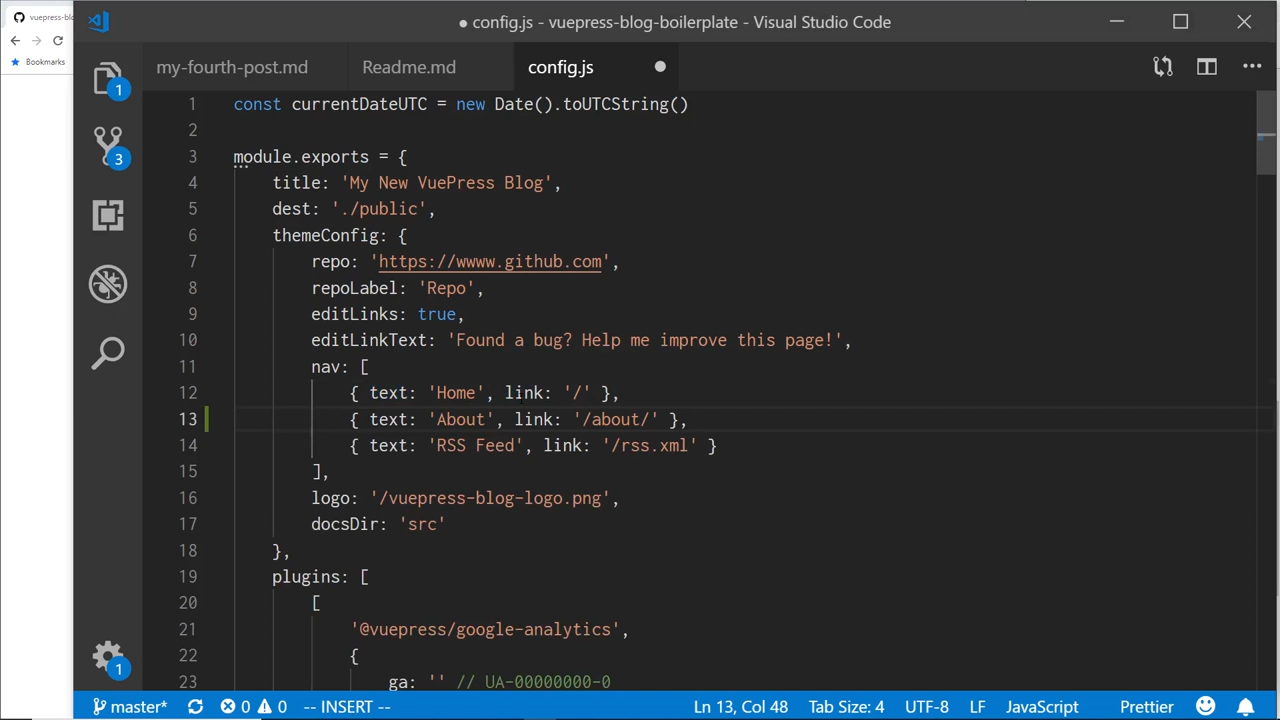 vuepress-blog
● config.js - vuepress-blog-boilerplate - Visual Studio Code
Bookmarks
my-fourth-post.md
Readme.md
config.js
1
3
1
1 const currentDateUTC = new Date().toUTCString()
2
3 module.exports = {
4 title: 'My New VuePress Blog',
5 dest: './public',
6 themeConfig: {
7 repo: 'https://wwww.github.com',
8 repoLabel: 'Repo',
9 editLinks: true,
10 editLinkText: 'Found a bug? Help me improve this page!',
11 nav: [
12 { text: 'Home', link: '/' },
13 { text: 'About', link: '/about/' },
14 { text: 'RSS Feed', link: '/rss.xml' }
15 ],
16 logo: '/vuepress-blog-logo.png',
17 docsDir: 'src'
18 },
19 plugins: [
20 [
21 '@vuepress/google-analytics',
22 {
23 ga: '' // UA-00000000-0
master* 0 0 -- INSERT -- Ln 13, Col 48 Tab Size: 4 UTF-8 LF JavaScript Prettier